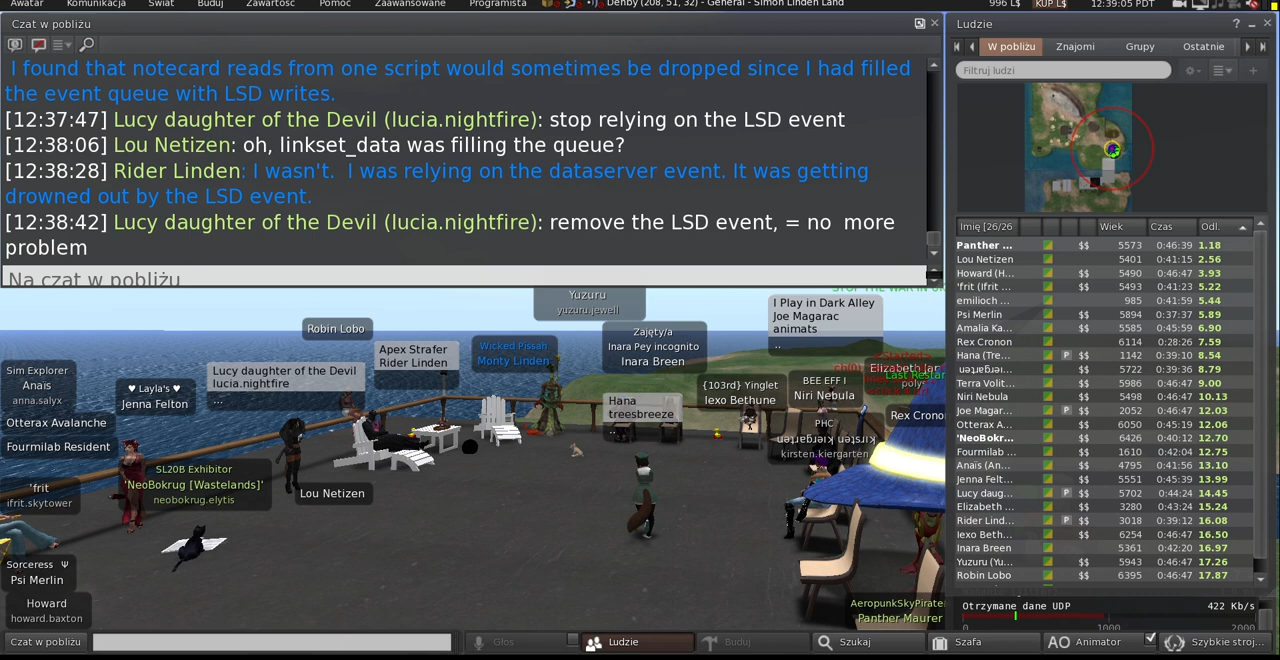 Awatar Komunikacja Świat Buduj Zawartość Pomoc Zaawansowane Programista Denby (208, 51, 32) - General - Simon Linden Land 996 L$ KUP L$ 12:39:05 PDT
Czat w pobliżu
I found that notecard reads from one script would sometimes be dropped since I had filled
the event queue with LSD writes.
[12:37:47] Lucy daughter of the Devil (lucia.nightfire): stop relying on the LSD event
[12:38:06] Lou Netizen: oh, linkset_data was filling the queue?
[12:38:28] Rider Linden: I wasn't. I was relying on the dataserver event. It was getting
drowned out by the LSD event.
[12:38:42] Lucy daughter of the Devil (lucia.nightfire): remove the LSD event, = no more
problem
Na czat w pobliżu
Yuzuru
yuzuru.jewell
Robin Lobo
Apex Strafer
Rider Linden
Wicked Pissah
Monty Linden
Zajęty/a
Inara Pey incognito
Inara Breen
I Play in Dark Alley
Joe Magarac
animats
..
Sim Explorer
Anaïs
anna.salyx
♥ Layla's ♥
Jenna Felton
Lucy daughter of the Devil
lucia.nightfire
...
Otterax Avalanche
Fourmilab Resident
Hana
treesbreeze
..
{103rd} Yinglet
Iexo Bethune
BEE EFF I
Niri Nebula
Last Restar
Rex Crono
PHC
kirsten.kiergarten
'frit
ifrit.skytower
SL20B Exhibitor
'NeoBokrug [Wastelands]'
neobokrug.elytis
Lou Netizen
Sorceress Ψ
Psi Merlin
Howard
howard.baxton
AeropunkSkyPirate
Panther Maurer
Ludzie
W pobliżu Znajomi Grupy Ostatnie
Filtruj ludzi
Imię [26/26 Wiek Czas Odl.
Panther ... $$ 5573 0:46:39 1.18
Lou Netizen 5401 0:41:15 2.56
Howard (H... $$ 5490 0:46:47 3.93
'frit (Ifrit ... $$ 5493 0:41:23 5.22
emilioch ... 985 0:41:59 5.44
Psi Merlin $$ 5894 0:37:37 5.89
Amalia Ka... $$ 5585 0:45:59 6.90
Rex Cronon 6114 0:28:26 7.59
Hana (Tre... P $$ 1142 0:39:10 8.54
$$ 5722 0:39:36 8.79
Terra Volit... $$ 5986 0:46:47 9.00
Niri Nebula $$ 5498 0:46:47 10.13
Joe Magar... P $$ 2052 0:46:47 12.03
Otterax A... $$ 6050 0:45:19 12.06
'NeoBokr... $$ 6426 0:40:12 12.70
Fourmilab ... $$ 1610 0:42:04 12.75
Anaïs (An... $$ 4795 0:41:56 13.10
Jenna Felt... $$ 5551 0:45:39 13.99
Lucy daug... P $$ 5702 0:44:24 14.45
Elizabeth ... $$ 3280 0:43:24 15.24
Rider Lind... P $$ 3018 0:39:12 16.08
Iexo Beth... $$ 6254 0:46:47 16.50
Inara Breen 5361 0:42:20 16.97
Yuzuru (Yu... $$ 5943 0:46:47 17.26
Robin Lobo $$ 6395 0:46:47 17.87
Otrzymane dane UDP 422 Kb/s
0 1000 2000
Czat w pobliżu Głos Ludzie Buduj Szukaj Szafa AO Animator Szybkie stroj...